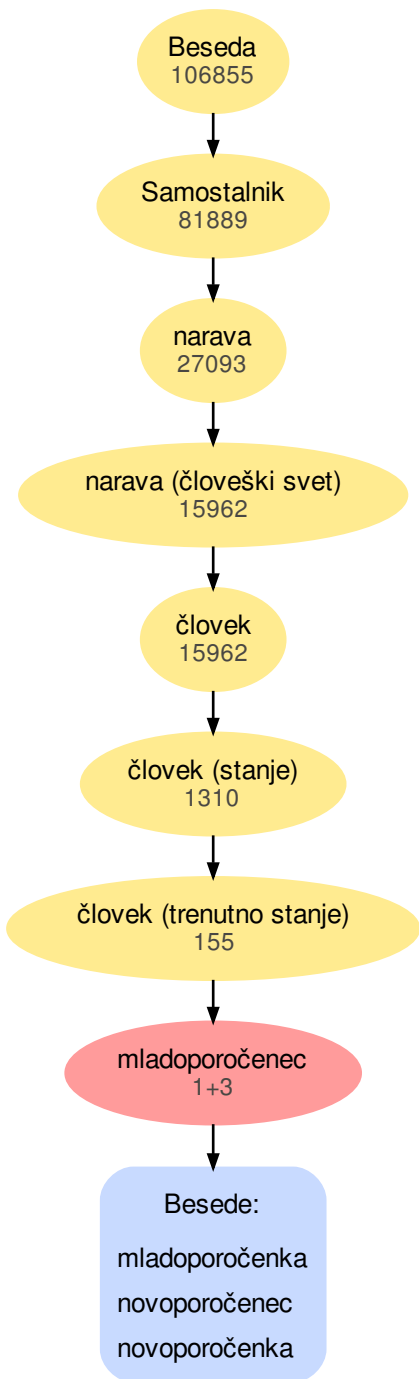 Beseda
106855
Samostalnik
81889
narava
27093
narava (človeški svet)
15962
človek
15962
človek (stanje)
1310
človek (trenutno stanje)
155
mladoporočenec
1+3
Besede:
mladoporočenka
novoporočenec
novoporočenka